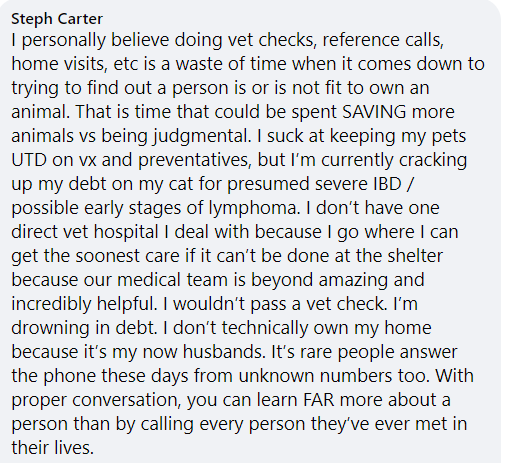 Steph Carter
I personally believe doing vet checks, reference calls,
home visits, etc is a waste of time when it comes down to
trying to find out a person is or is not fit to own an
animal. That is time that could be spent SAVING more
animals vs being judgmental. I suck at keeping my pets
UTD on vx and preventatives, but I’m currently cracking
up my debt on my cat for presumed severe IBD /
possible early stages of lymphoma. I don’t have one
direct vet hospital I deal with because I go where I can
get the soonest care if it can’t be done at the shelter
because our medical team is beyond amazing and
incredibly helpful. I wouldn’t pass a vet check. I’m
drowning in debt. I don’t technically own my home
because it’s my now husbands. It’s rare people answer
the phone these days from unknown numbers too. With
proper conversation, you can learn FAR more about a
person than by calling every person they’ve ever met in
their lives.